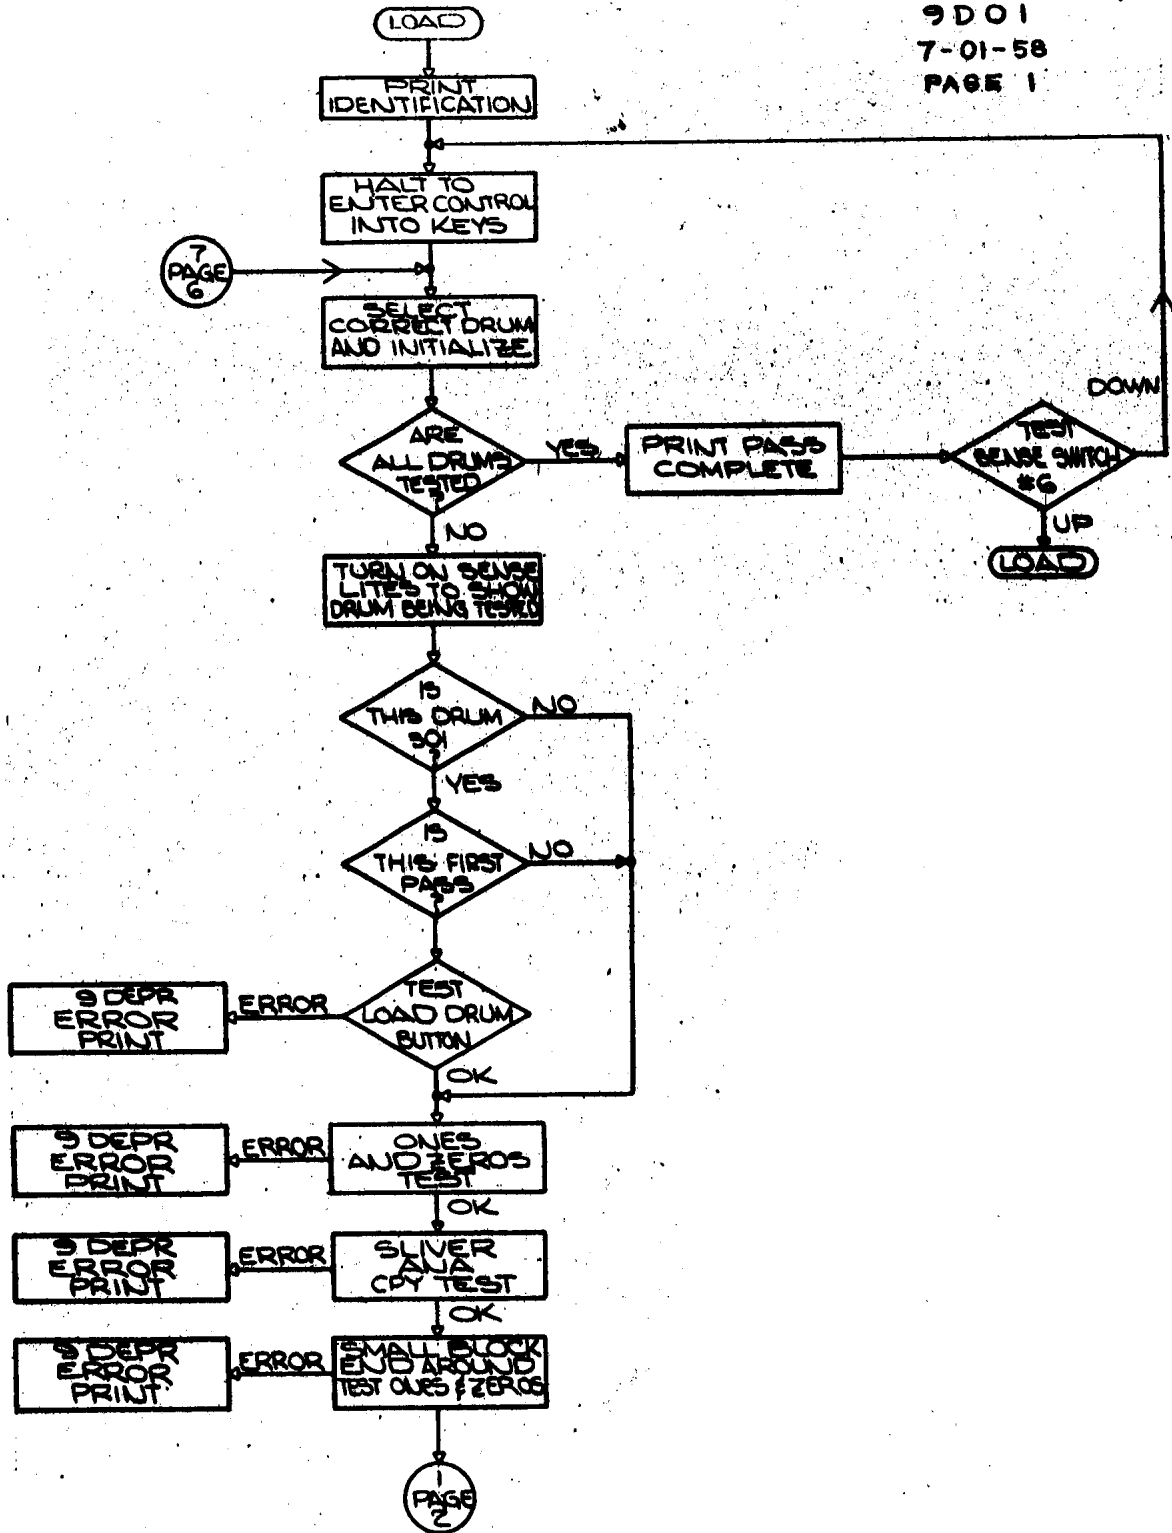 9D01
7-01-58
PAGE 1
LOAD
PRINT
IDENTIFICATION
HALT TO
ENTER CONTROL
INTO KEYS
7
PAGE
6
SELECT
CORRECT DRUM
AND INITIALIZE
DOWN
ARE
ALL DRUMS
TESTED
?
YES
PRINT PASS
COMPLETE
TEST
SENSE SWITCH
#6
NO
UP
LOAD
TURN ON SENSE
LITES TO SHOW
DRUM BEING TESTED
IS
THIS DRUM
301
?
NO
YES
IS
THIS FIRST
PASS
?
NO
TEST
LOAD DRUM
BUTTON
ERROR
9 DEPR
ERROR
PRINT
OK
ONES
AND ZEROS
TEST
ERROR
9 DEPR
ERROR
PRINT
OK
SLIVER
ANA
CPY TEST
ERROR
9 DEPR
ERROR
PRINT
OK
SMALL BLOCK
END AROUND
TEST ONES & ZEROS
ERROR
9 DEPR
ERROR
PRINT
1
PAGE
2